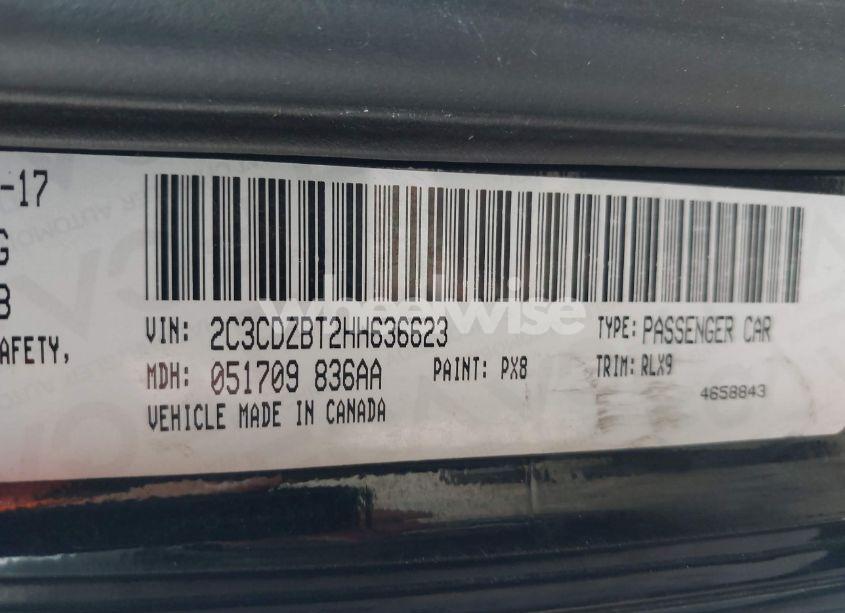 -17
G
B
AFETY,
VIN: 2C3CDZBT2HH636623 TYPE: PASSENGER CAR
MDH: 051709 836AA PAINT: PX8 TRIM: RLX9
VEHICLE MADE IN CANADA 4658843
wheelwise